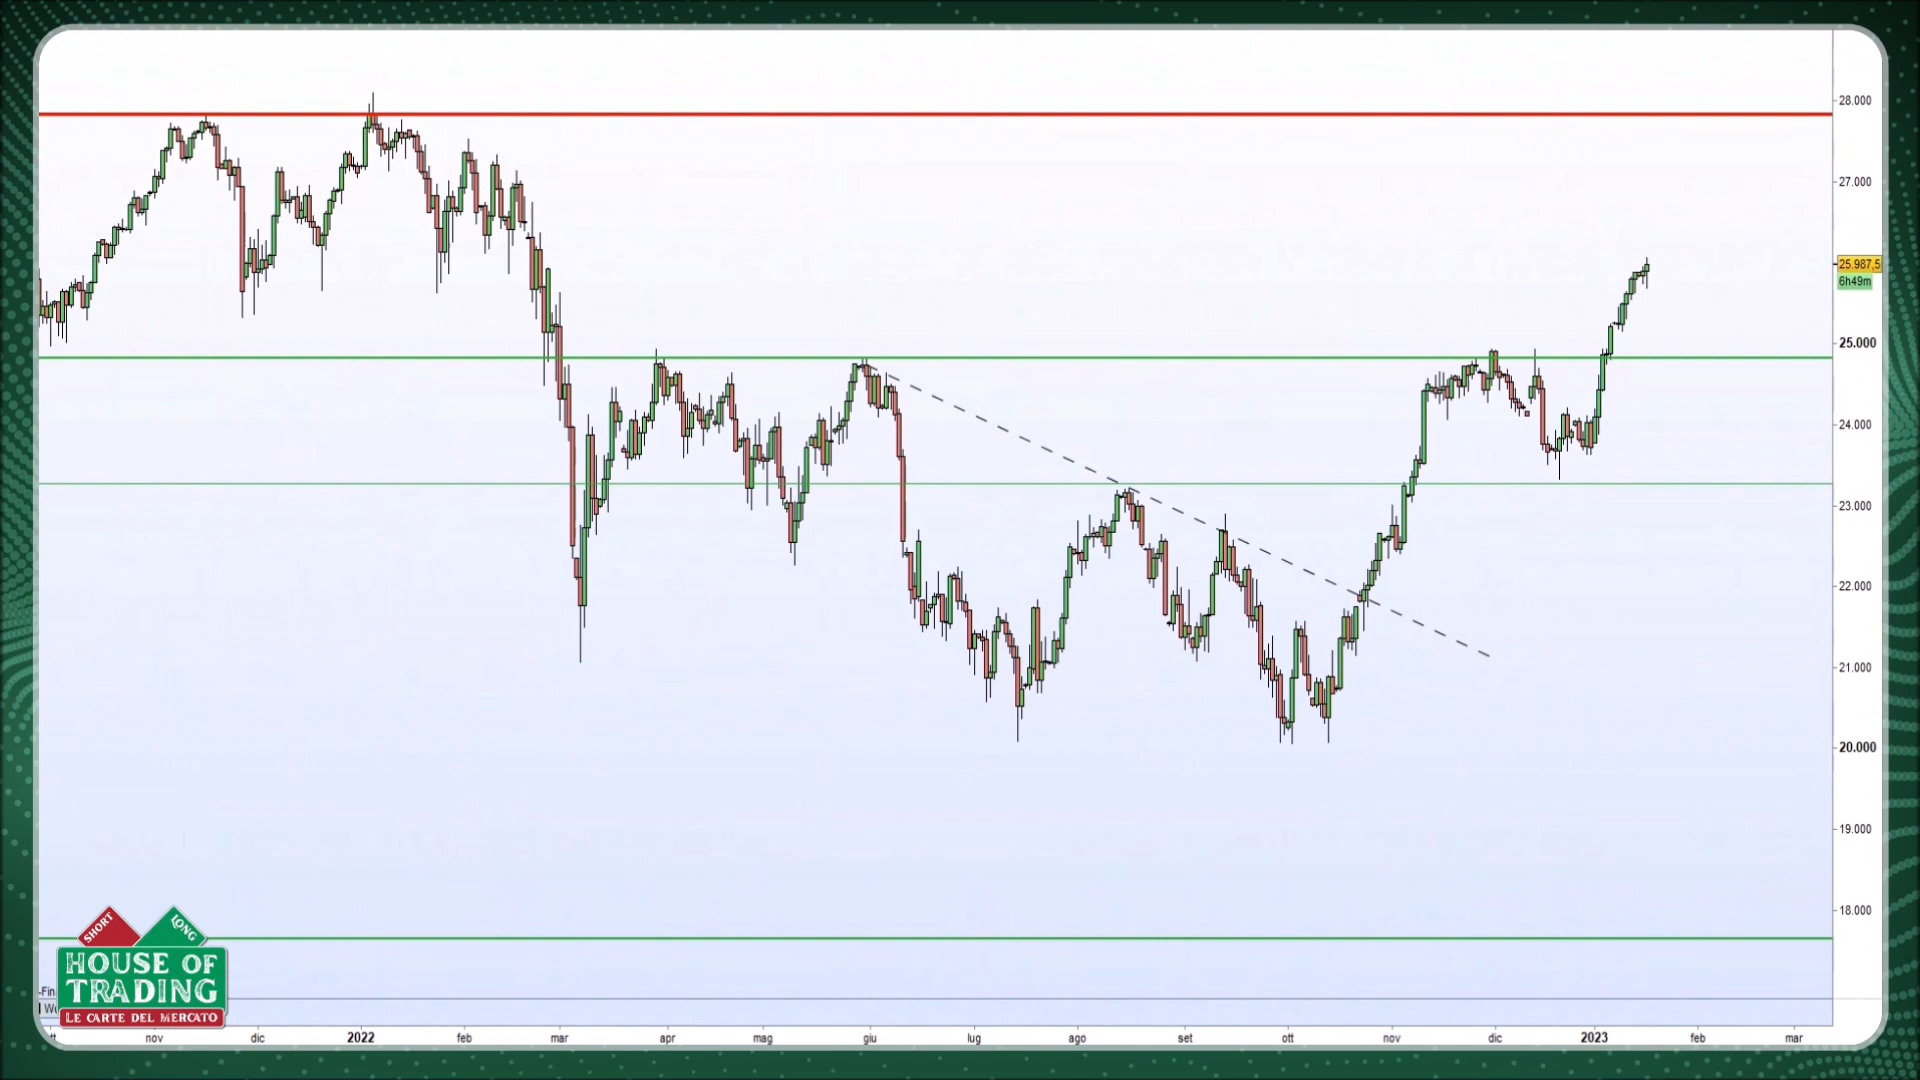 28.000
27.000
25.987,5
6h49m
25.000
24.000
23.000
22.000
21.000
20.000
19.000
18.000
SHORT
LONG
HOUSE OF
TRADING
LE CARTE DEL MERCATO
-Fin
nov dic 2022 feb mar apr mag giu lug ago set ott nov dic 2023 feb mar